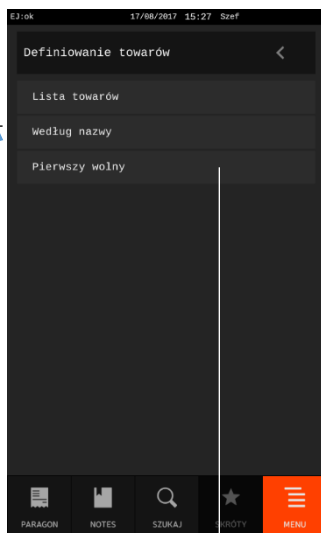 EJ:ok 17/08/2017 15:27 Szef
Definiowanie towarów
Lista towarów
Według nazwy
Pierwszy wolny
PARAGON NOTES SZUKAJ SKRÓTY MENU